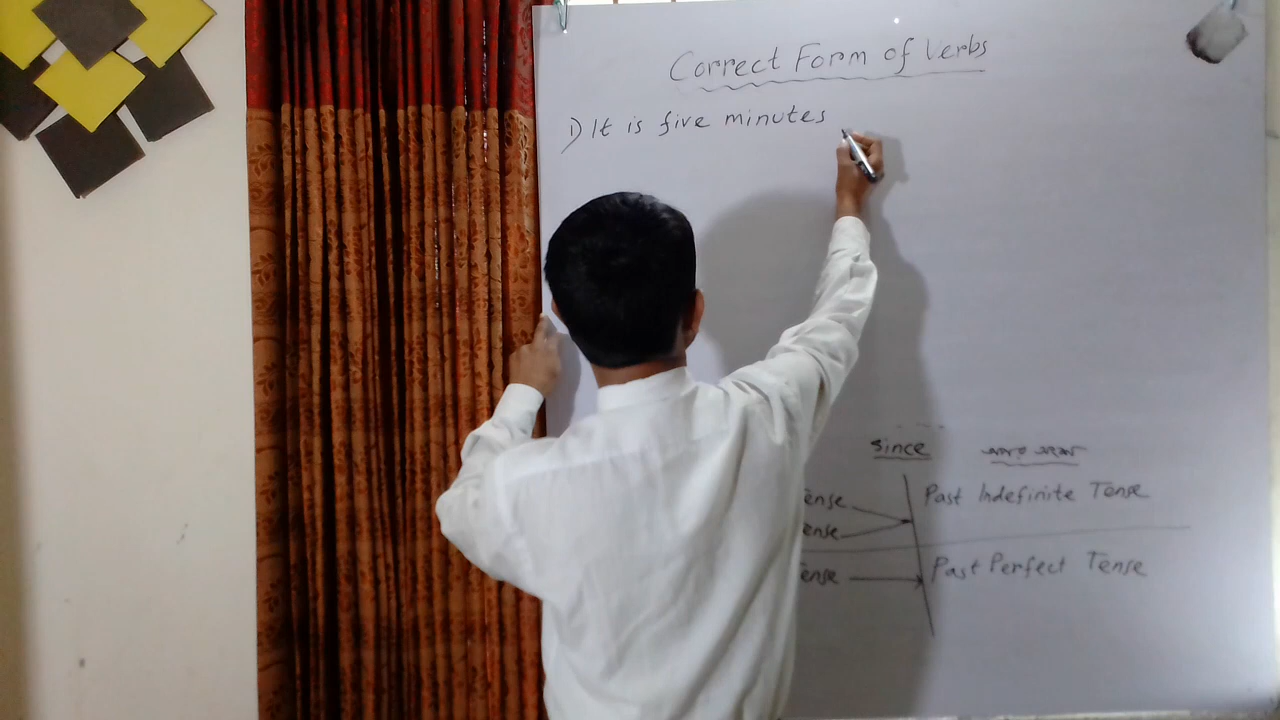 Correct Form of Verbs
1) It is five minutes
since
ense Past Indefinite Tense
ense
ense Past Perfect Tense